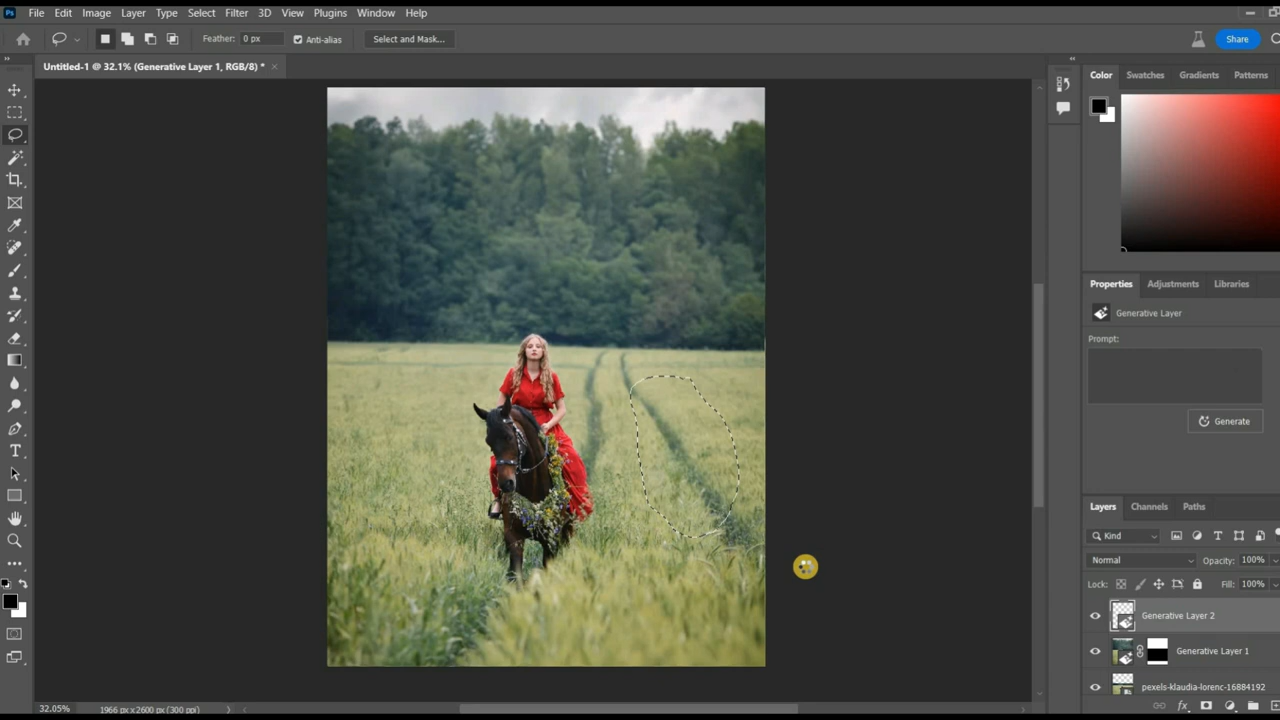 Ps File Edit Image Layer Type Select Filter 3D View Plugins Window Help
Feather: 0 px Anti-alias Select and Mask... Share
Untitled-1 @ 32.1% (Generative Layer 1, RGB/8) * ×
Color Swatches Gradients Patterns
Properties Adjustments Libraries
Generative Layer
Prompt:
Generate
Layers Channels Paths
Kind
Normal Opacity: 100%
Lock: Fill: 100%
Generative Layer 2
Generative Layer 1
pexels-klaudia-lorenc-16884192
32.05% 1966 px x 2600 px (300 ppi)
fx